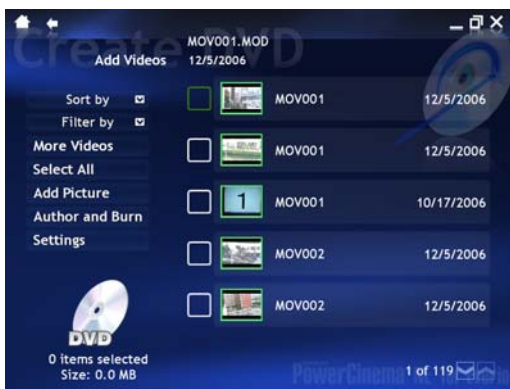 Create DVD
MOV001.MOD
Add Videos 12/5/2006
Sort by
Filter by
More Videos
Select All
Add Picture
Author and Burn
Settings
MOV001 12/5/2006
MOV001 12/5/2006
1 MOV001 10/17/2006
MOV002 12/5/2006
MOV002 12/5/2006
DVD
0 items selected
Size: 0.0 MB
PowerCinema
1 of 119